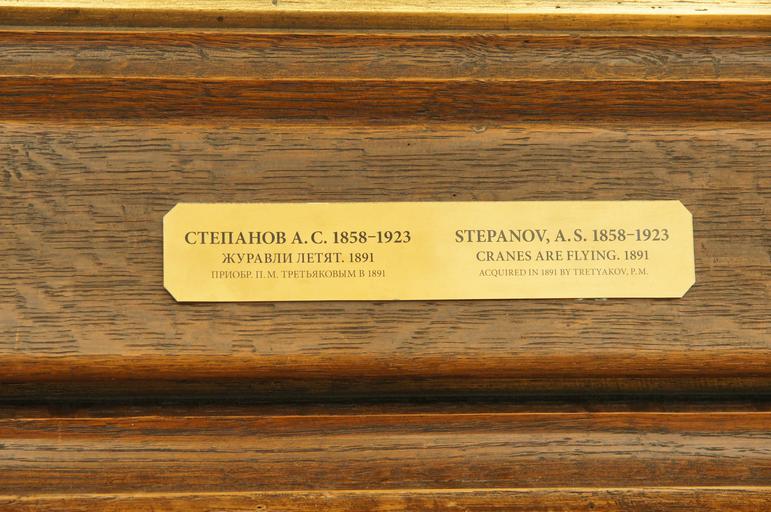 СТЕПАНОВ А. С. 1858–1923
ЖУРАВЛИ ЛЕТЯТ. 1891
ПРИОБР. П. М. ТРЕТЬЯКОВЫМ В 1891
STEPANOV, A. S. 1858–1923
CRANES ARE FLYING. 1891
ACQUIRED IN 1891 BY TRETYAKOV, P.M.